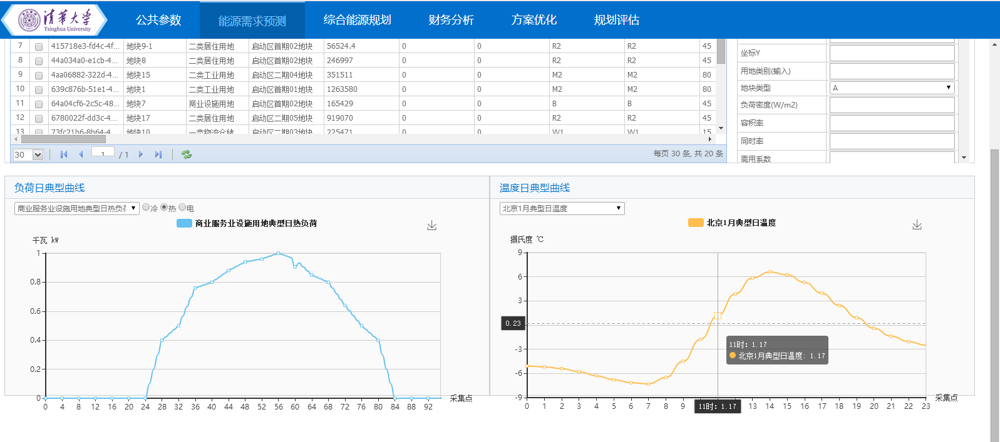 清华大学
Tsinghua University
公共参数 能源需求预测 综合能源规划 财务分析 方案优化 规划评估
7 415718e3-fd4c-4f... 地块9-1 二类居住用地 启动区首期02地块 56524.4 0 0 R2 R2 45
8 44a034a0-e1cb-4... 地块8 二类居住用地 启动区首期02地块 246997 0 0 R2 R2 45
9 4aa06882-322d-4... 地块15 二类工业用地 启动区二期04地块 351511 0 0 M2 M2 80
10 639c876b-51e1-4... 地块1 二类工业用地 启动区首期01地块 1263580 0 0 M2 M2 80
11 64a04cf6-2c5c-48... 地块7 商业设施用地 启动区首期02地块 165429 0 0 B B 45
12 6780022f-dd3c-4... 地块17 二类居住用地 启动区二期05地块 919070 0 0 R2 R2 45
13 73fc21b6-8b64-4... 地块10 一类物流仓储 启动区二期03地块 225471 0 0 W1 W1 15
30 1 / 1 每页 30 条, 共 20 条
坐标Y
用地类别(输入)
地块类型 A
负荷密度(W/m2)
容积率
同时率
需用系数
负荷日典型曲线
商业服务业设施用地典型日热负荷 冷 热 电
商业服务业设施用地典型日热负荷
千瓦 kW
1
0.8
0.6
0.4
0.2
0
0 4 8 12 16 20 24 28 32 36 40 44 48 52 56 60 64 68 72 76 80 84 88 92
采集点
温度日典型曲线
北京1月典型日温度
北京1月典型日温度
摄氏度 ℃
9
6
3
0.23
-3
-6
-9
11时: 1.17
北京1月典型日温度: 1.17
0 1 2 3 4 5 6 7 8 9 11时: 1.17 13 14 15 16 17 18 19 20 21 22 23
采集点